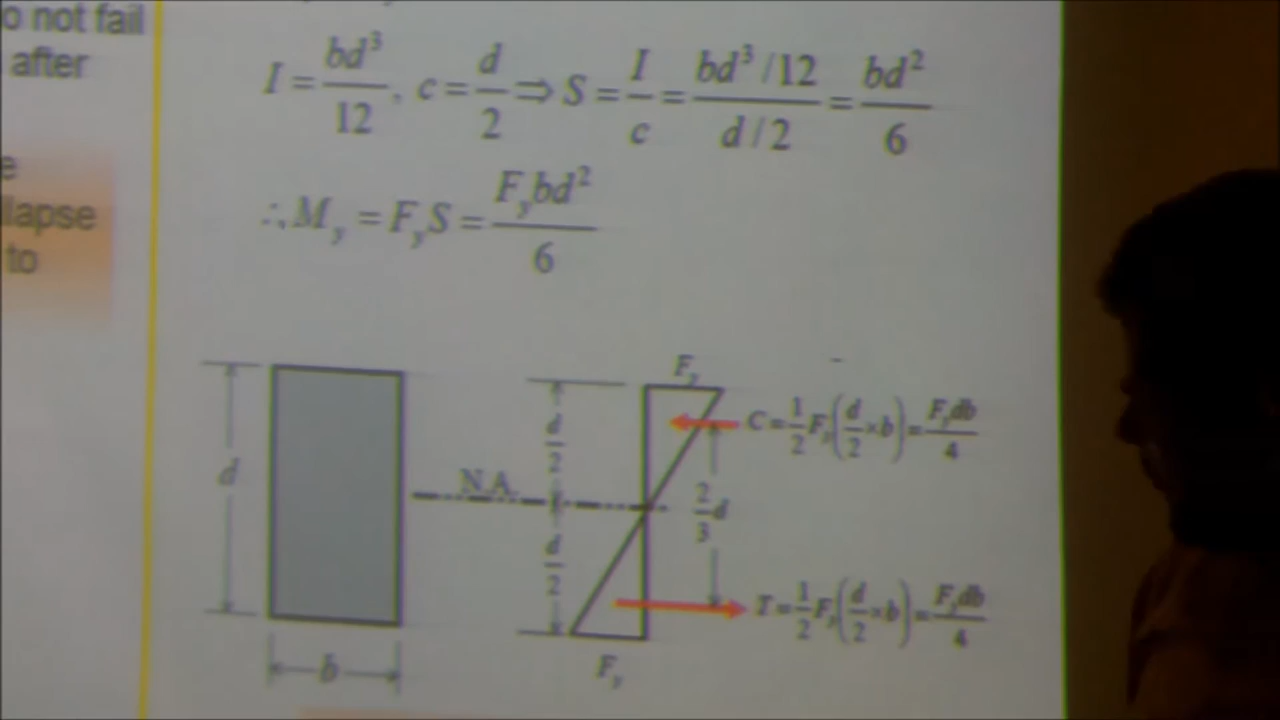 o not fail
after
e
llapse
to
I = bd³/12, c = d/2 ⇒ S = I/c = bd³/12 / d/2 = bd²/6
∴ M_y = F_y S = F_y bd²/6
d
b
N.A.
d/2
d/2
F_y
C = 1/2 F_y (d/2 × b) = F_y db/4
2/3 d
T = 1/2 F_y (d/2 × b) = F_y db/4
F_y